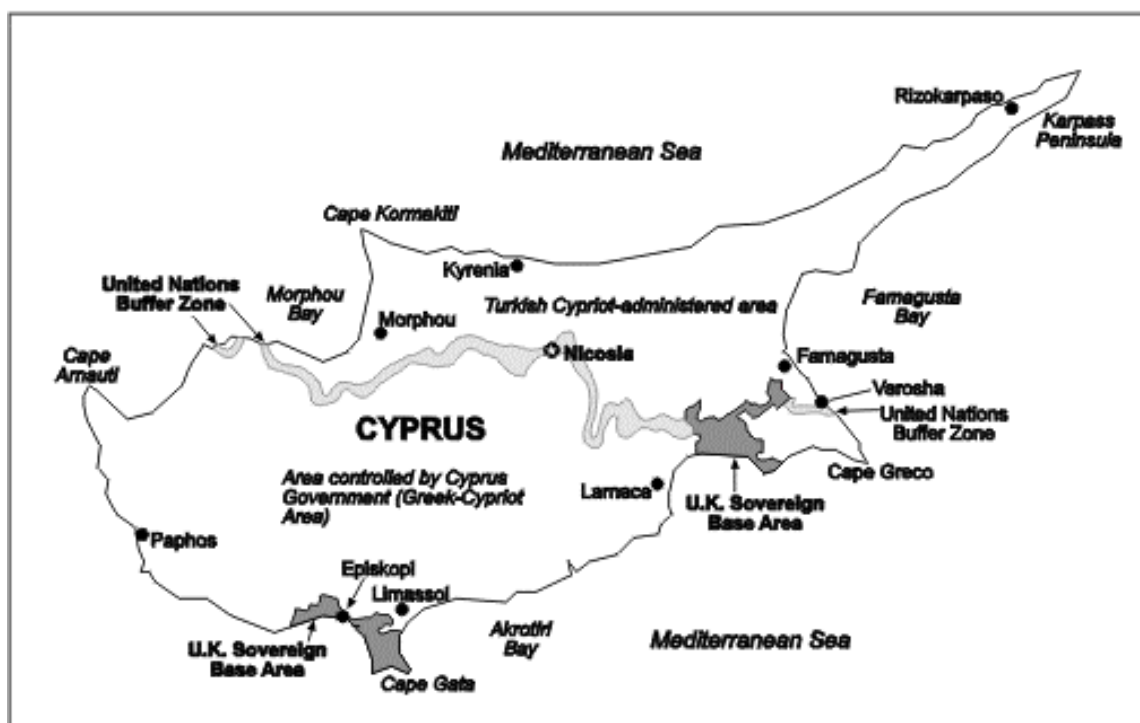 Rizokarpaso
Karpass
Peninsula
Mediterranean Sea
Cape Kormakiti
Kyrenia
United Nations
Buffer Zone
Morphou
Bay
Turkish Cypriot-administered area
Famagusta
Bay
Morphou
Nicosia
Cape
Arnauti
Famagusta
Varosha
United Nations
Buffer Zone
CYPRUS
Cape Greco
Area controlled by Cyprus
Government (Greek-Cypriot
Area)
Larnaca
U.K. Sovereign
Base Area
Paphos
Episkopi
Limassol
Akrotiri
Bay
Mediterranean Sea
U.K. Sovereign
Base Area
Cape Gata